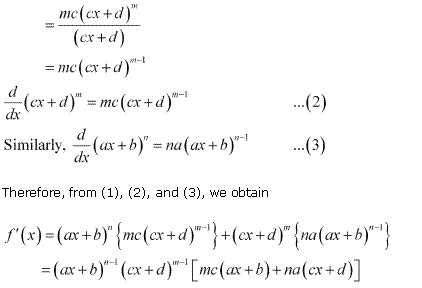 = mc(cx+d)^m / (cx+d)
= mc(cx+d)^{m-1}
d/dx (cx+d)^m = mc(cx+d)^{m-1} ...(2)
Similarly, d/dx (ax+b)^n = na(ax+b)^{n-1} ...(3)
Therefore, from (1), (2), and (3), we obtain
f'(x) = (ax+b)^n {mc(cx+d)^{m-1}} + (cx+d)^m {na(ax+b)^{n-1}}
= (ax+b)^{n-1} (cx+d)^{m-1} [mc(ax+b) + na(cx+d)]